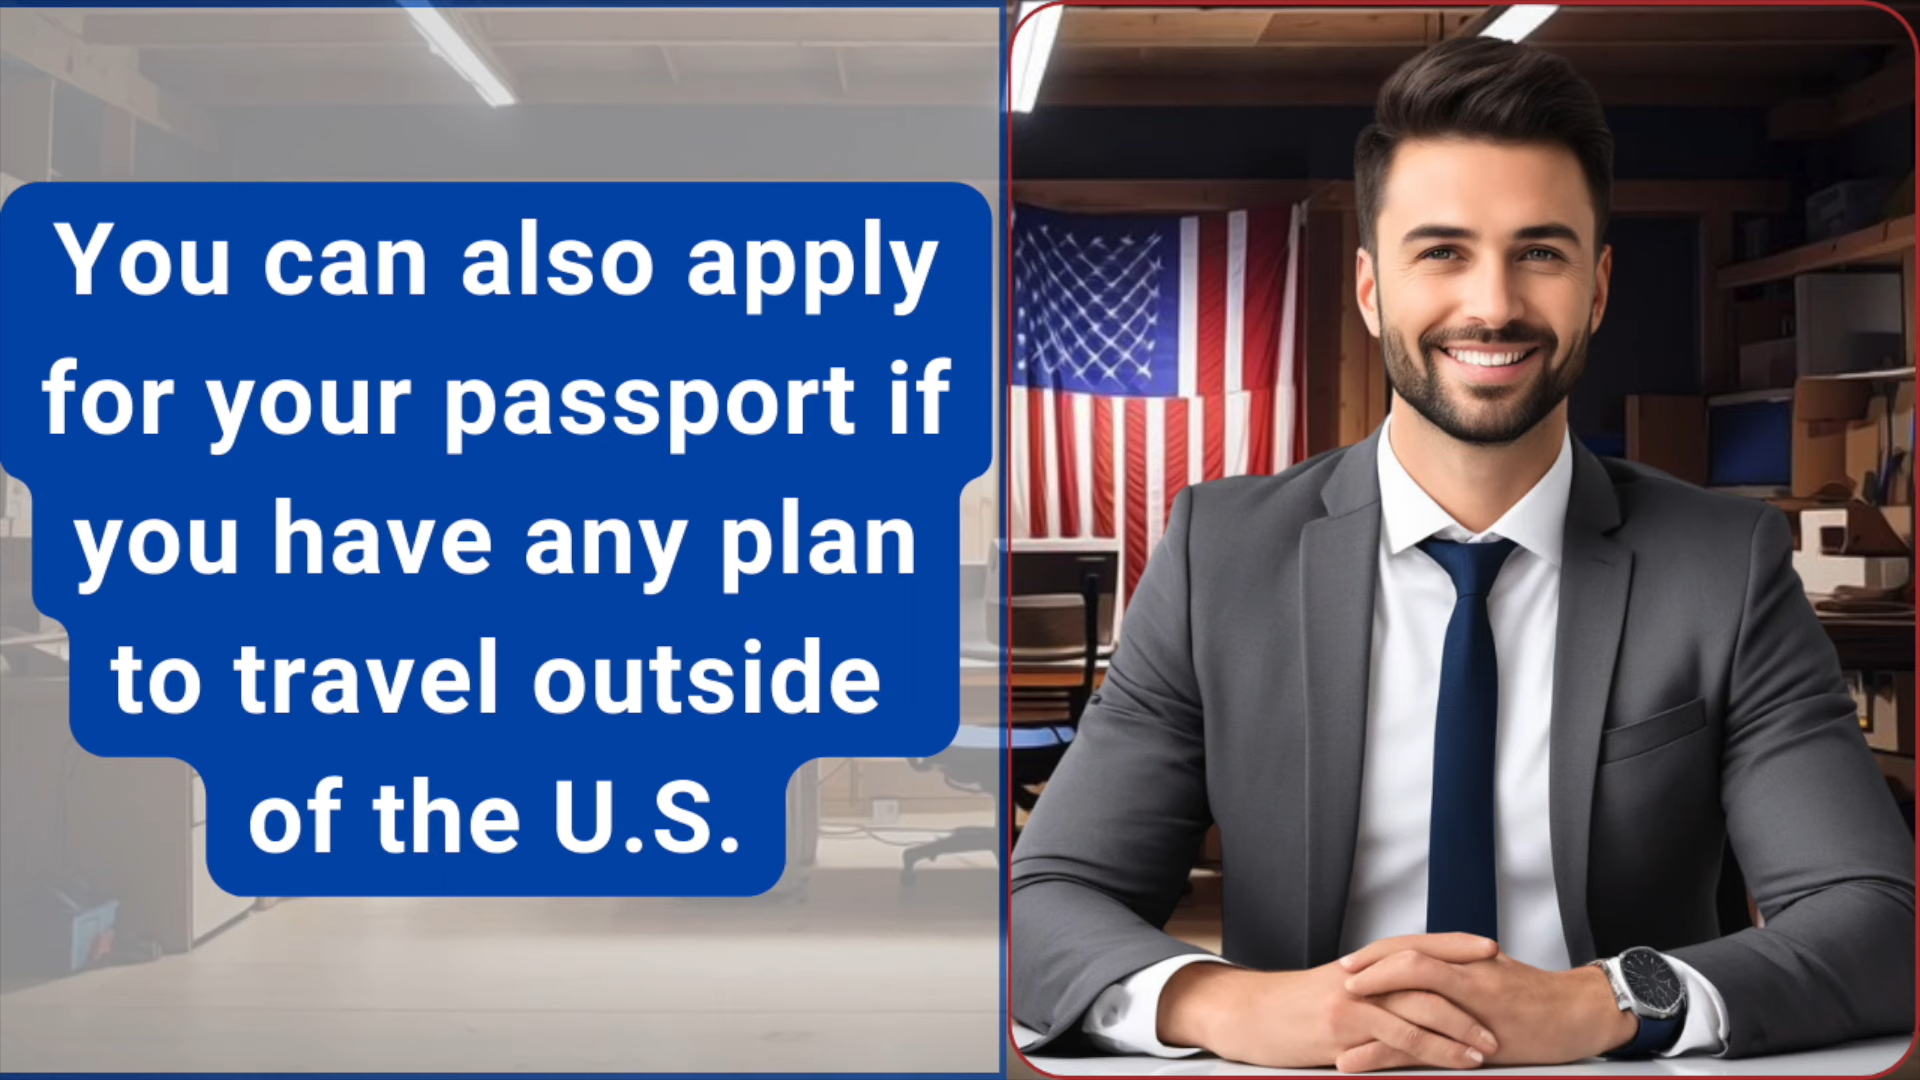 You can also apply
for your passport if
you have any plan
to travel outside
of the U.S.